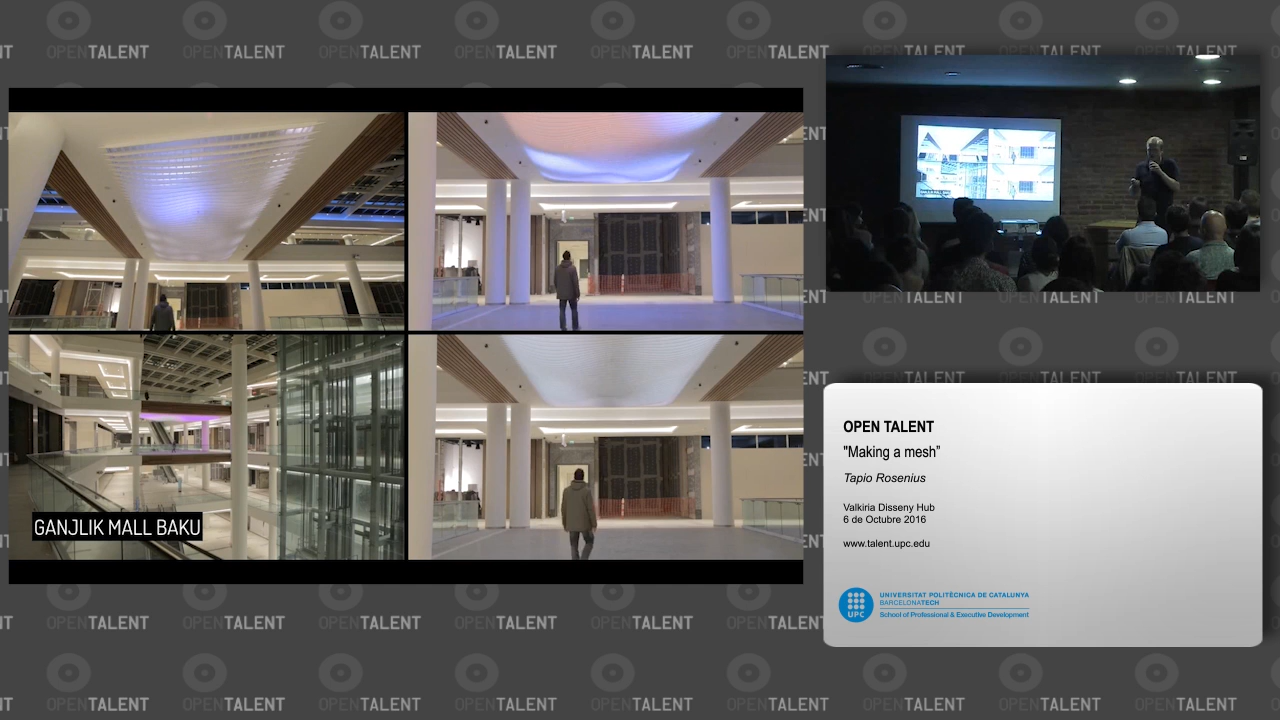 GANJLIK MALL BAKU
OPEN TALENT
"Making a mesh"
Tapio Rosenius
Valkiria Disseny Hub
6 de Octubre 2016
www.talent.upc.edu
UPC
UNIVERSITAT POLITÈCNICA DE CATALUNYA
BARCELONATECH
School of Professional & Executive Development
OPENTALENT